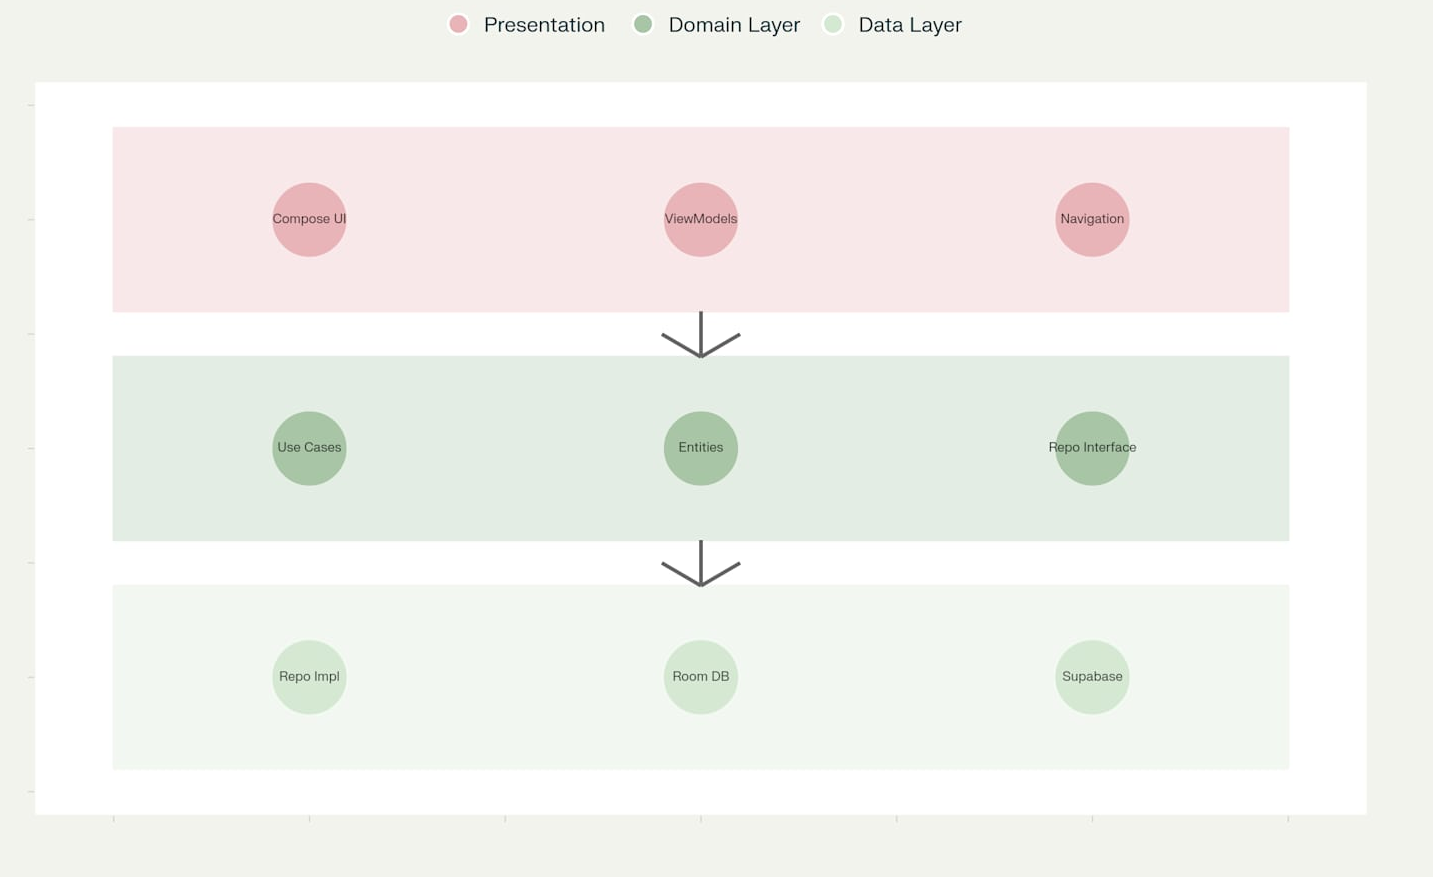 Presentation Domain Layer Data Layer
Compose UI ViewModels Navigation
Use Cases Entities Repo Interface
Repo Impl Room DB Supabase